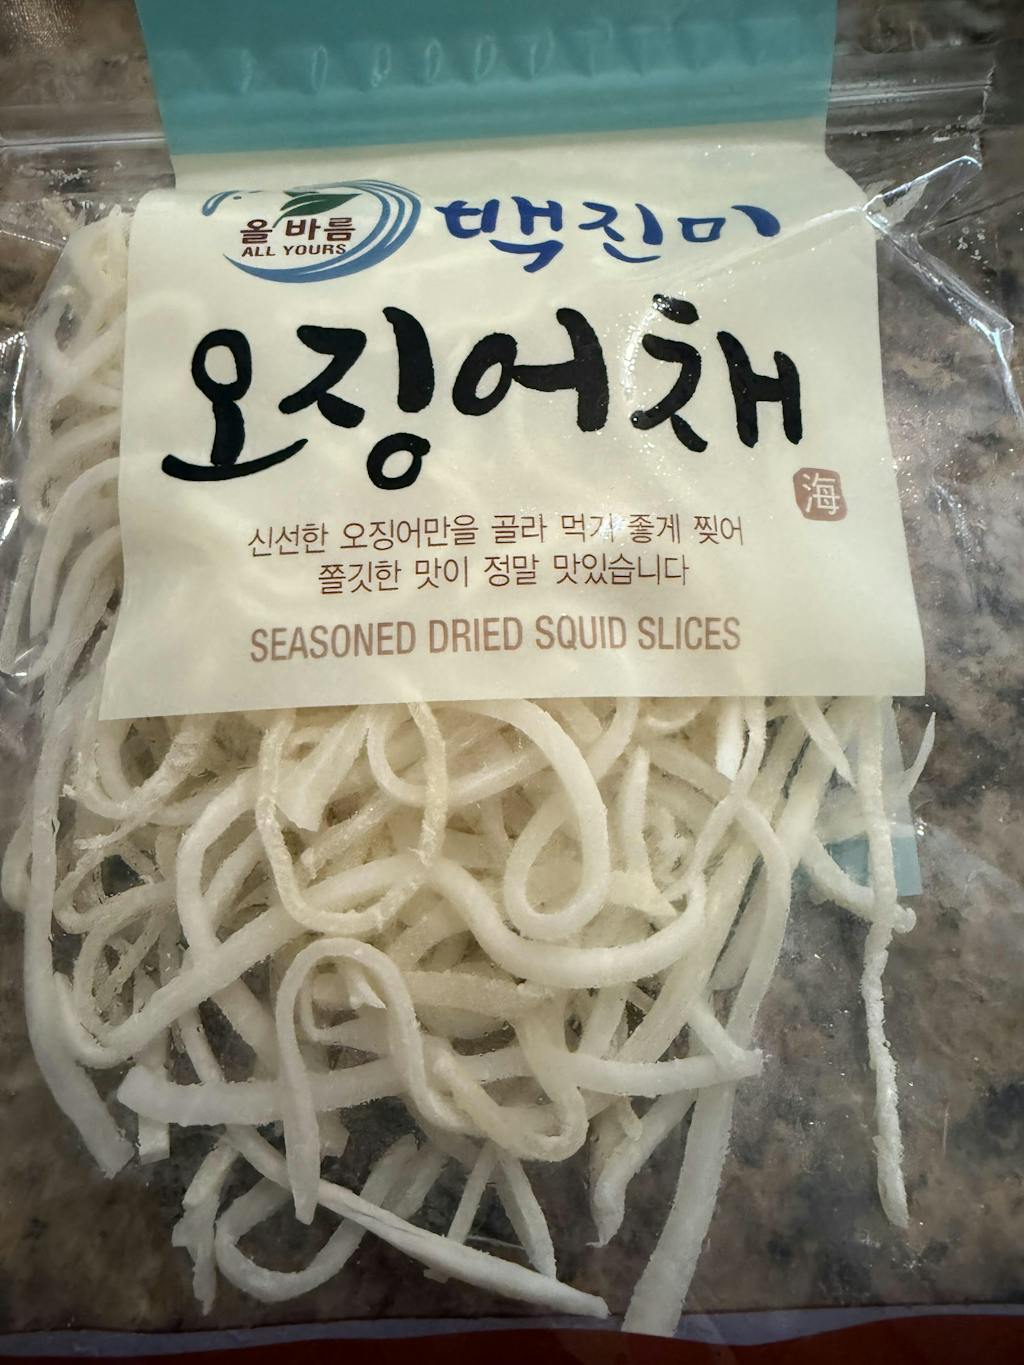 올바름
ALL YOURS
백진미
오징어채
海
신선한 오징어만을 골라 먹기 좋게 찢어
쫄깃한 맛이 정말 맛있습니다
SEASONED DRIED SQUID SLICES